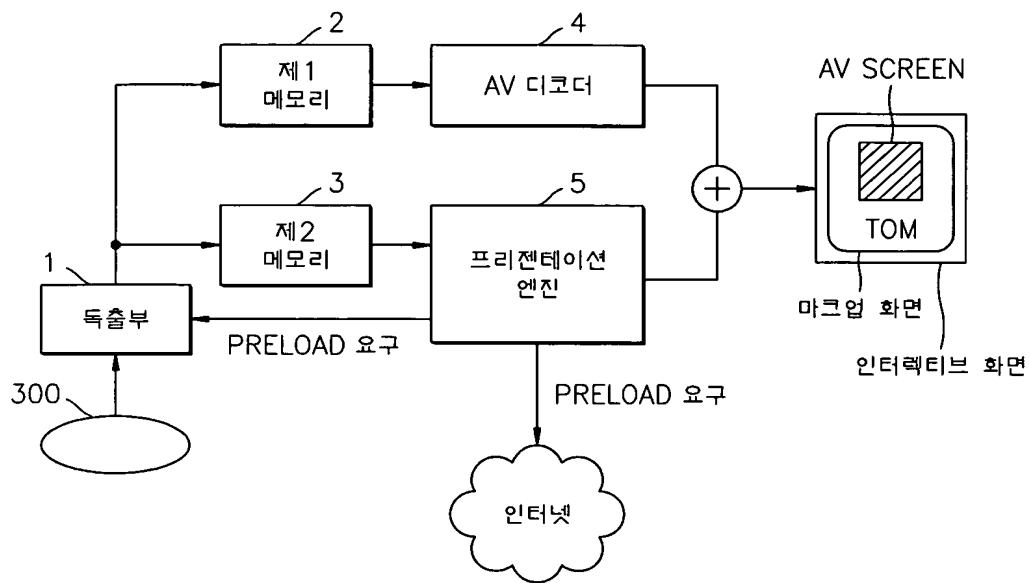 2
제1
메모리
4
AV 디코더
AV SCREEN
TOM
마크업 화면
인터렉티브 화면
3
제2
메모리
5
프리젠테이션
엔진
1
독출부
PRELOAD 요구
300
PRELOAD 요구
인터넷